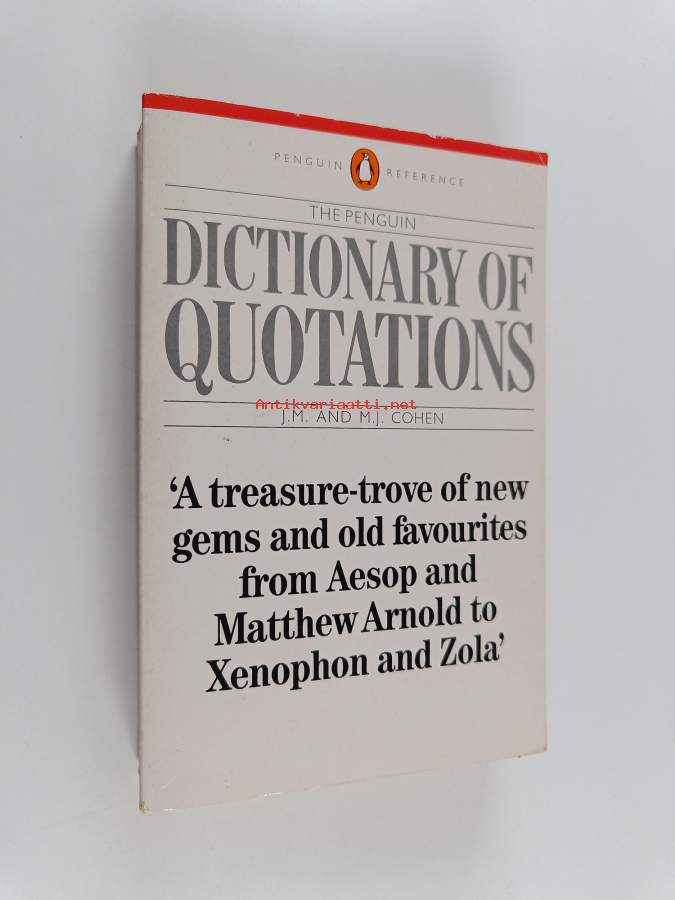 PENGUIN REFERENCE
THE PENGUIN
DICTIONARY OF
QUOTATIONS
Antikvariaatti.net
J.M. AND M.J. COHEN
‘A treasure-trove of new
gems and old favourites
from Aesop and
Matthew Arnold to
Xenophon and Zola’